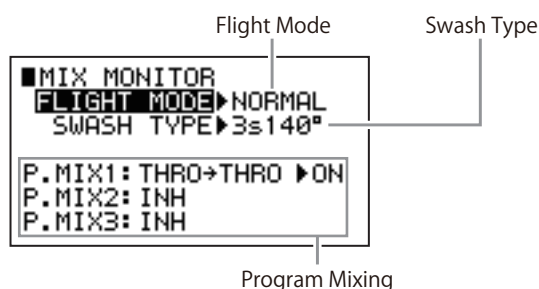 Flight Mode Swash Type
■MIX MONITOR
FLIGHT MODE▶NORMAL
SWASH TYPE▶3s140°
P.MIX1: THRO→THRO ▶ON
P.MIX2: INH
P.MIX3: INH
Program Mixing